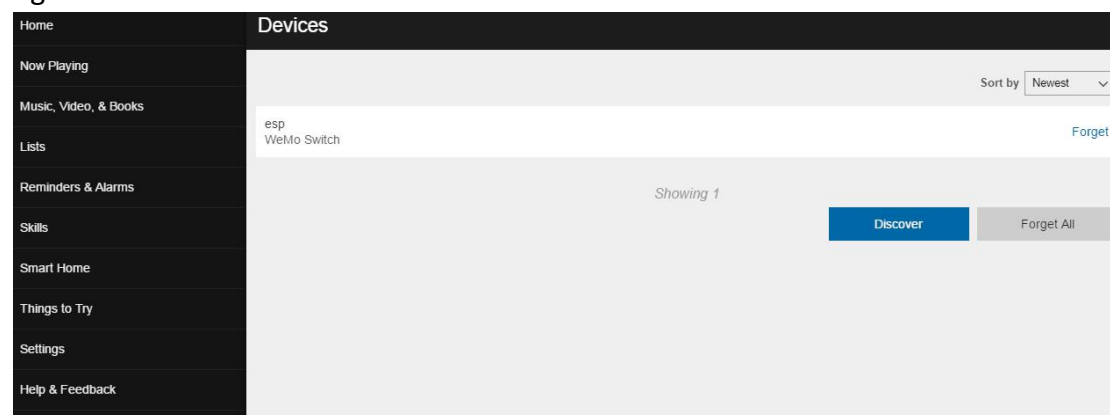 Home
Now Playing
Music, Video, & Books
Lists
Reminders & Alarms
Skills
Smart Home
Things to Try
Settings
Help & Feedback
Devices
Sort by Newest
esp
WeMo Switch
Forget
Showing 1
Discover
Forget All